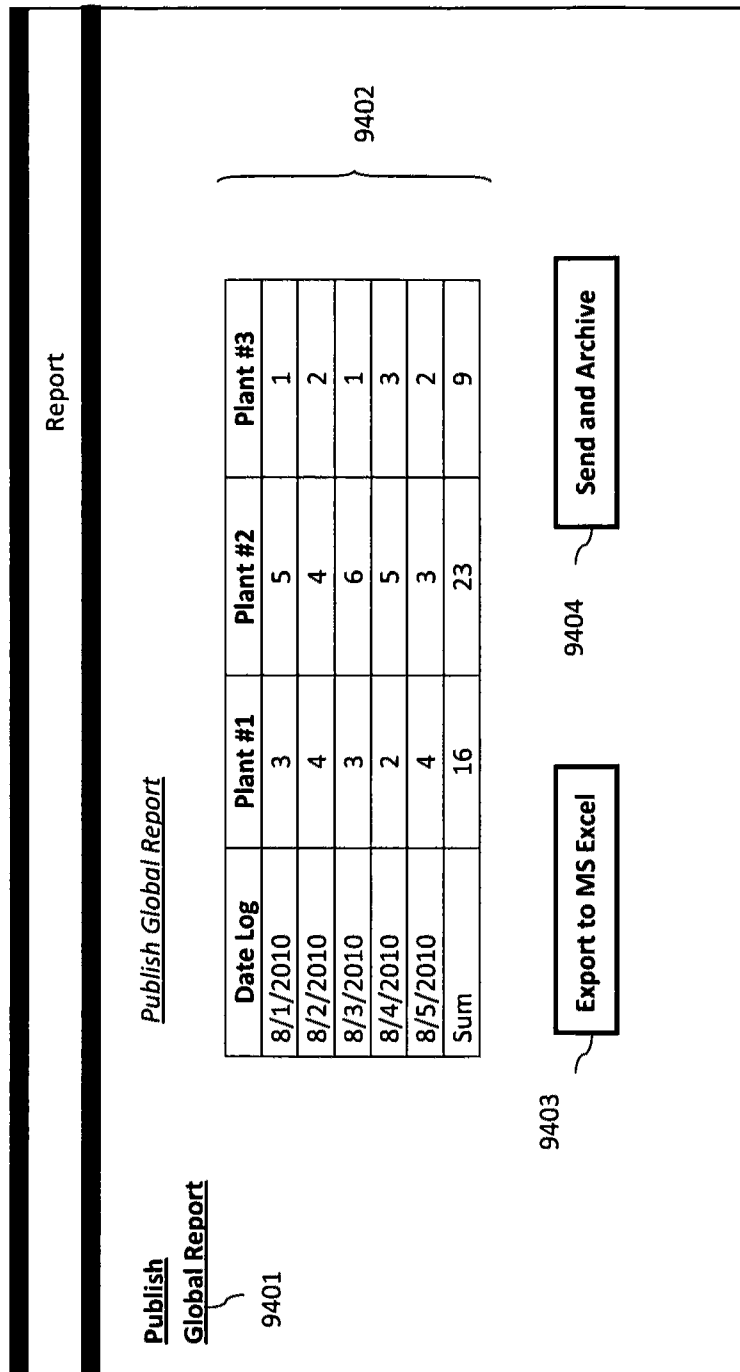 Report
Publish
Global Report
9401
Publish Global Report
Date Log Plant #1 Plant #2 Plant #3
8/1/2010 3 5 1
8/2/2010 4 4 2
8/3/2010 3 6 1
8/4/2010 2 5 3
8/5/2010 4 3 2
Sum 16 23 9
9402
9403
Export to MS Excel
9404
Send and Archive